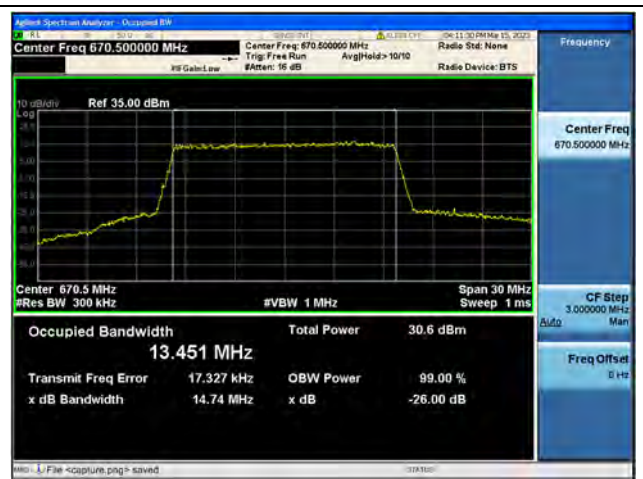 Agilent Spectrum Analyzer - Occupied BW
RL
Center Freq 670.500000 MHz
#IFGain:Low
Center Freq: 670.500000 MHz
Trig: Free Run Avg|Hold:>10/10
#Atten: 16 dB
04:11:30 PM Mar 15, 2023
Radio Std: None
Radio Device: BTS
10 dB/div Ref 35.00 dBm
Log
Center 670.5 MHz Span 30 MHz
#Res BW 300 kHz #VBW 1 MHz Sweep 1 ms
Occupied Bandwidth Total Power 30.6 dBm
13.451 MHz
Transmit Freq Error 17.327 kHz OBW Power 99.00 %
x dB Bandwidth 14.74 MHz x dB -26.00 dB
File <capture.png> saved
STATUS
Frequency
Center Freq
670.500000 MHz
CF Step
3.000000 MHz
Auto Man
Freq Offset
0 Hz